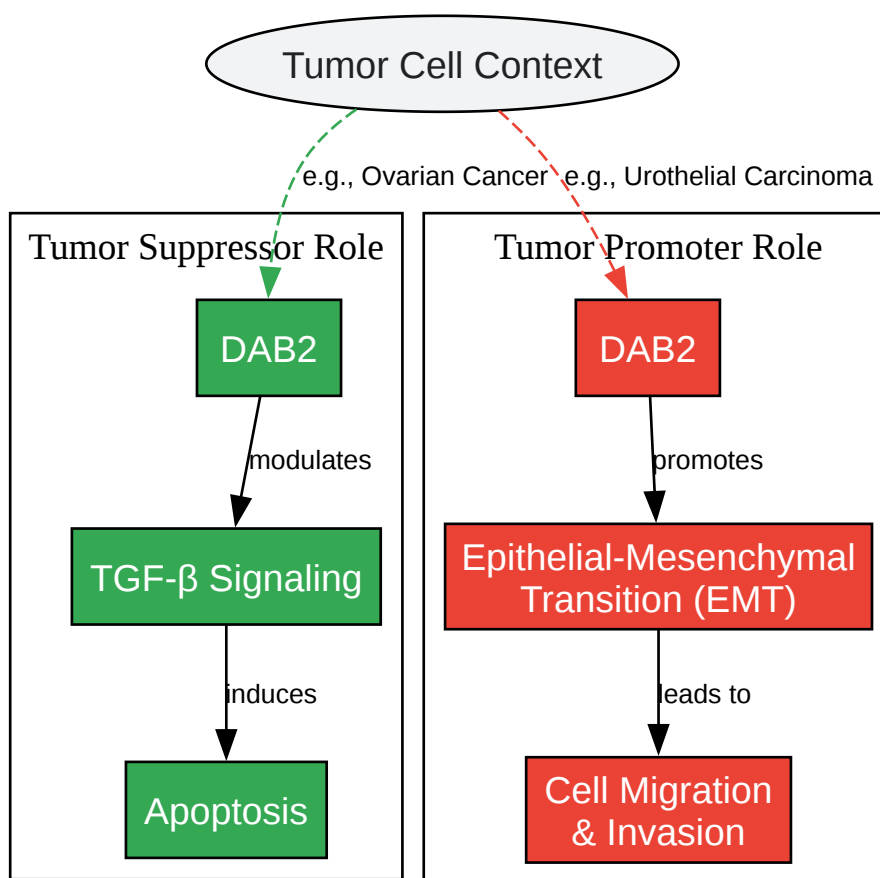 Tumor Cell Context
e.g., Ovarian Cancer
e.g., Urothelial Carcinoma
Tumor Suppressor Role
DAB2
modulates
TGF-β Signaling
induces
Apoptosis
Tumor Promoter Role
DAB2
promotes
Epithelial-Mesenchymal
Transition (EMT)
leads to
Cell Migration
& Invasion